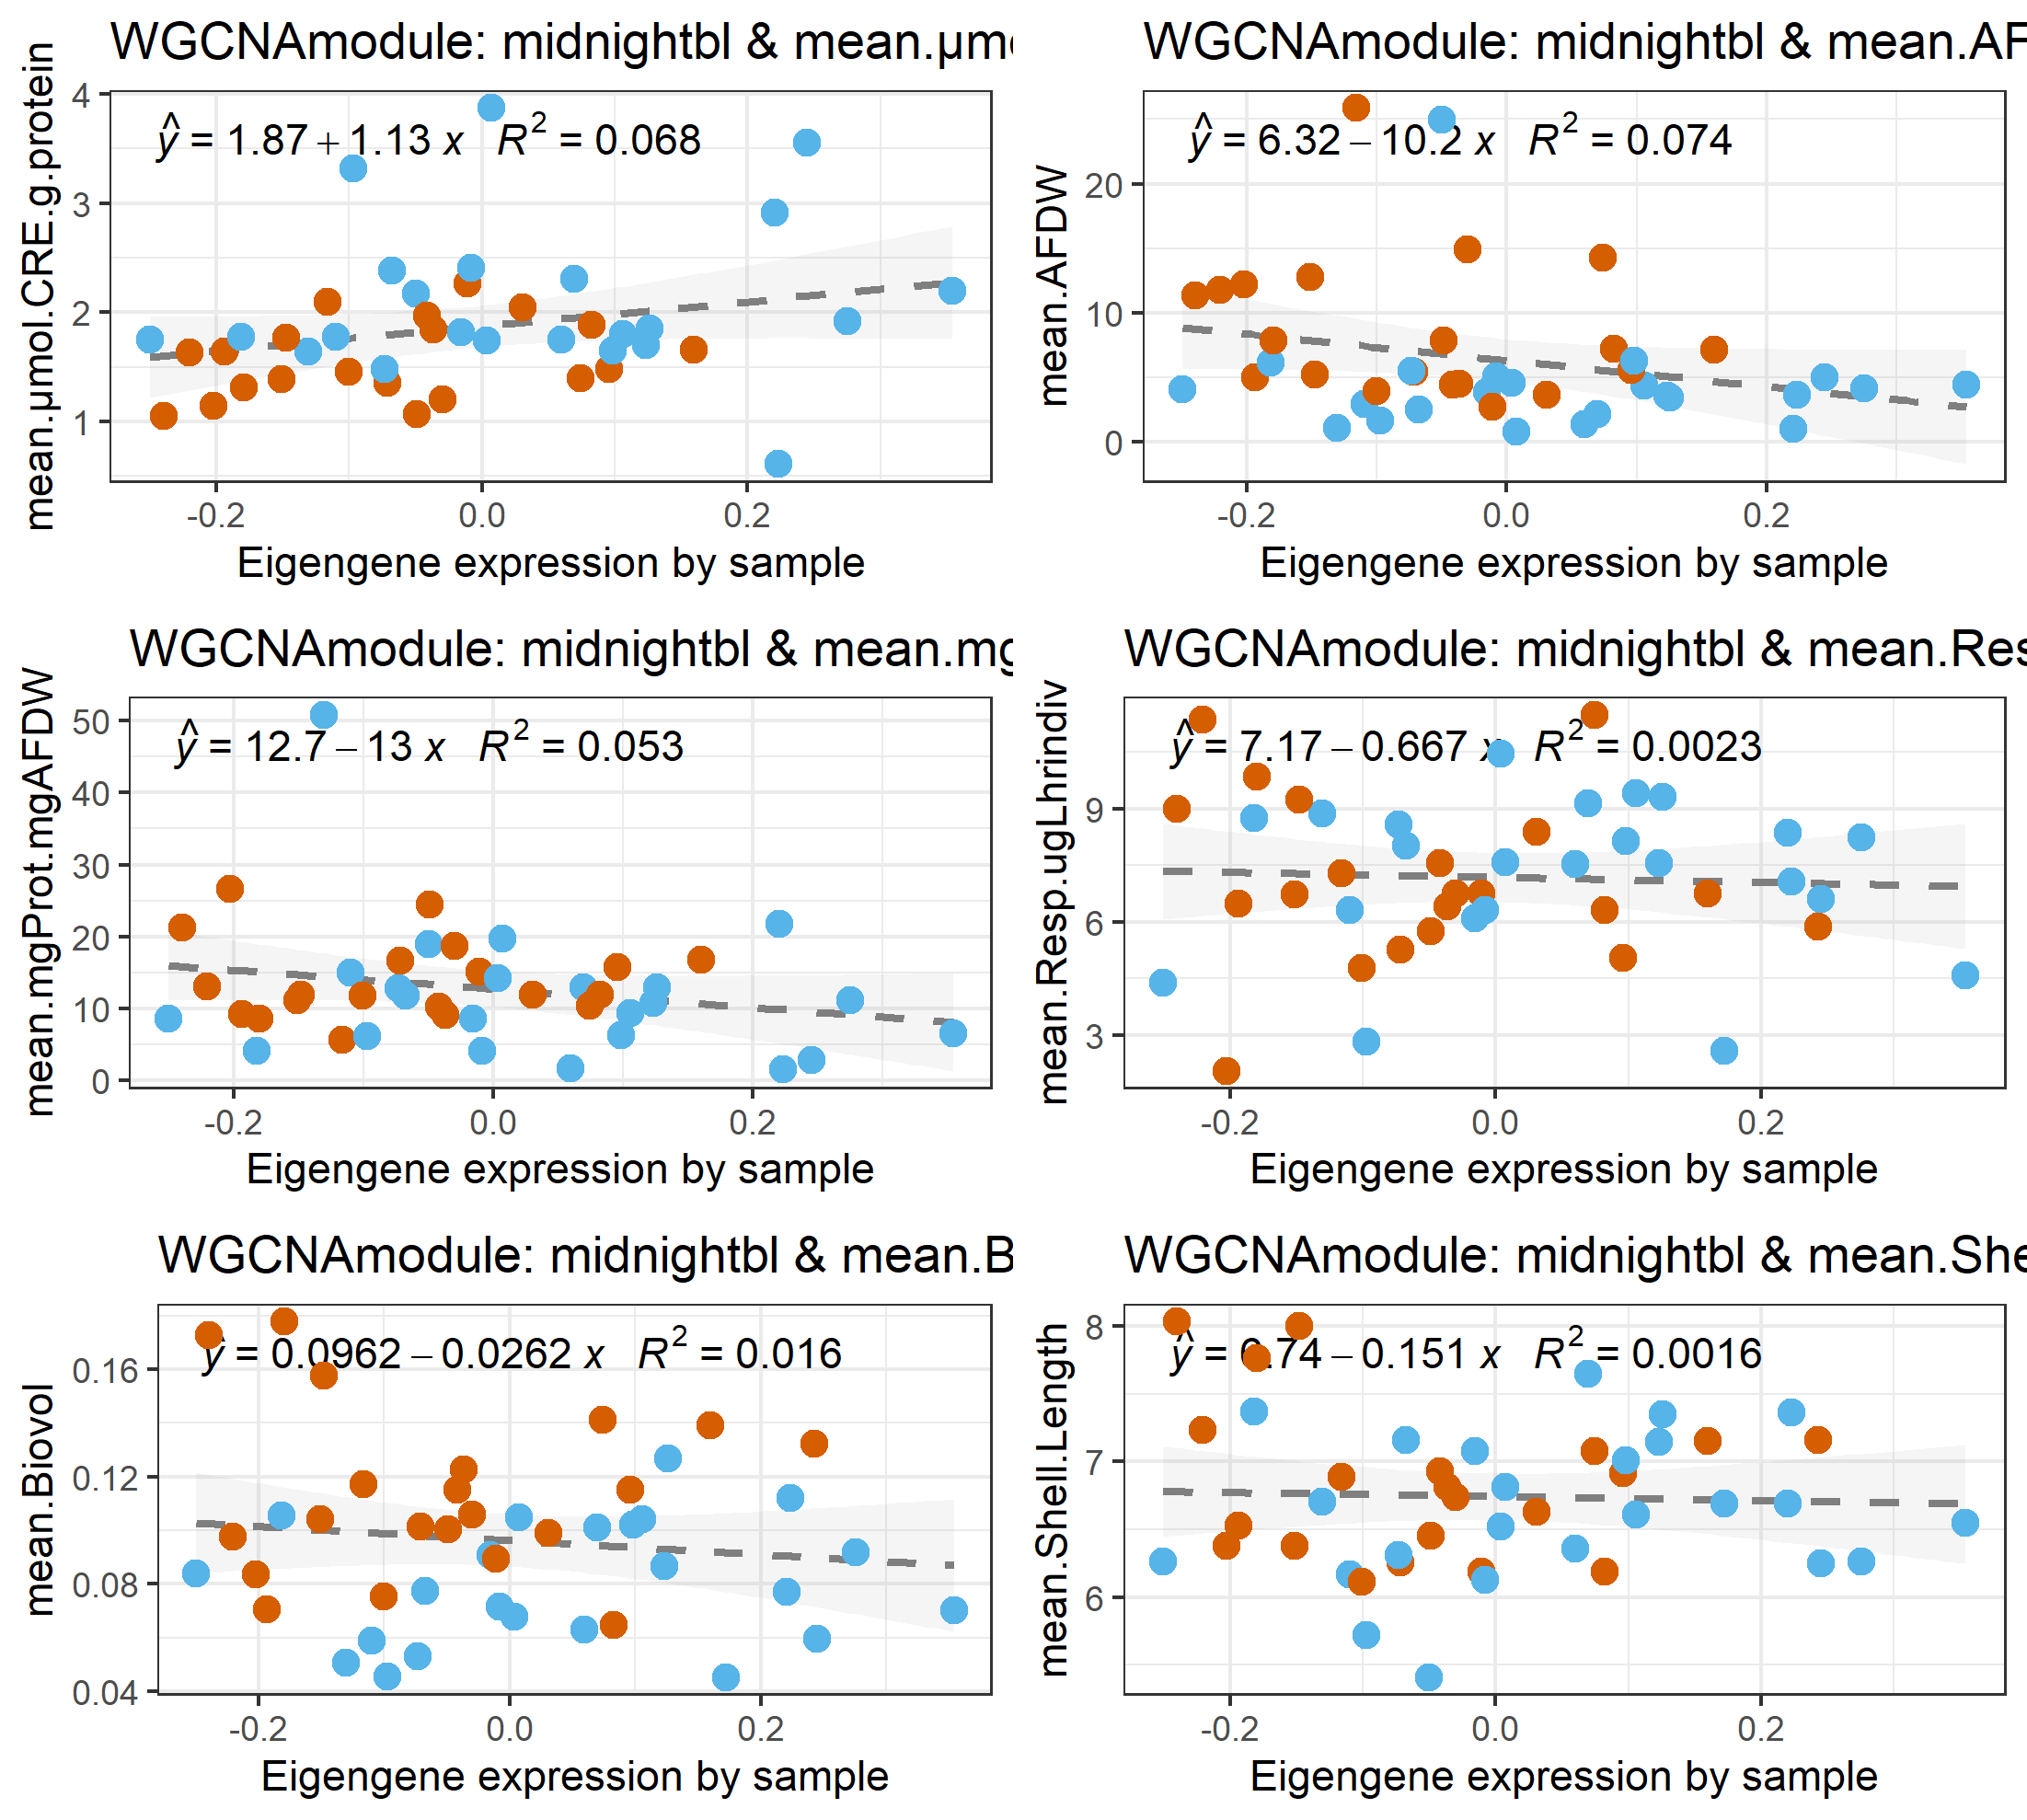 WGCNAmodule: midnightbl & mean.µm
mean.µmol.CRE.g.protein
ŷ = 1.87 + 1.13 x R² = 0.068
4
3
2
1
-0.2 0.0 0.2
Eigengene expression by sample
WGCNAmodule: midnightbl & mean.AF
mean.AFDW
ŷ = 6.32 − 10.2 x R² = 0.074
20
10
0
-0.2 0.0 0.2
Eigengene expression by sample
WGCNAmodule: midnightbl & mean.mg
mean.mgProt.mgAFDW
ŷ = 12.7 − 13 x R² = 0.053
50
40
30
20
10
0
-0.2 0.0 0.2
Eigengene expression by sample
WGCNAmodule: midnightbl & mean.Res
mean.Resp.ugLhrindiv
ŷ = 7.17 − 0.667 x R² = 0.0023
9
6
3
-0.2 0.0 0.2
Eigengene expression by sample
WGCNAmodule: midnightbl & mean.B
mean.Biovol
ŷ = 0.0962 − 0.0262 x R² = 0.016
0.16
0.12
0.08
0.04
-0.2 0.0 0.2
Eigengene expression by sample
WGCNAmodule: midnightbl & mean.She
mean.Shell.Length
ŷ = 6.74 − 0.151 x R² = 0.0016
8
7
6
-0.2 0.0 0.2
Eigengene expression by sample